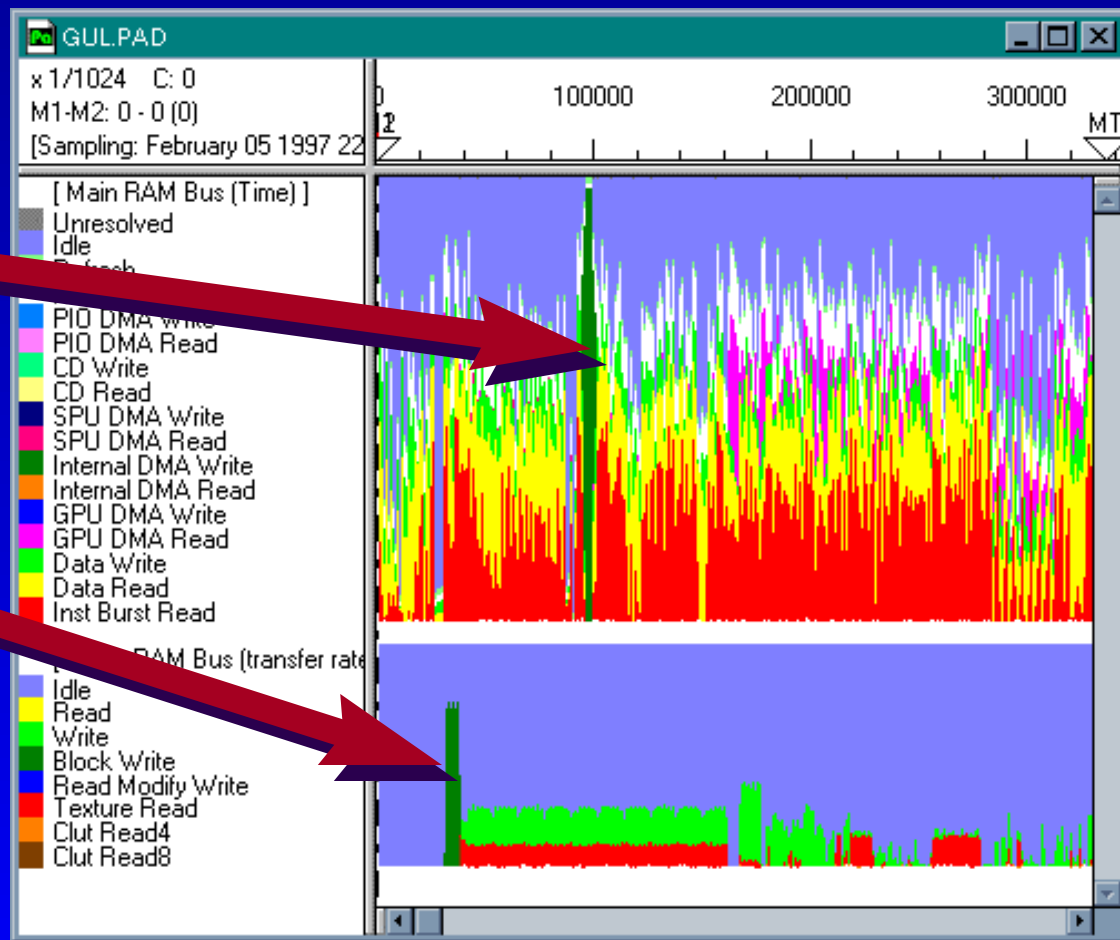 GUL.PAD
x 1/1024 C: 0
M1-M2: 0 - 0 (0)
[Sampling: February 05 1997 22
0 100000 200000 300000
MT
[ Main RAM Bus (Time) ]
Unresolved
Idle
Refresh
PIO DMA Write
PIO DMA Read
CD Write
CD Read
SPU DMA Write
SPU DMA Read
Internal DMA Write
Internal DMA Read
GPU DMA Write
GPU DMA Read
Data Write
Data Read
Inst Burst Read
RAM Bus (transfer rate
Idle
Read
Write
Block Write
Read Modify Write
Texture Read
Clut Read4
Clut Read8